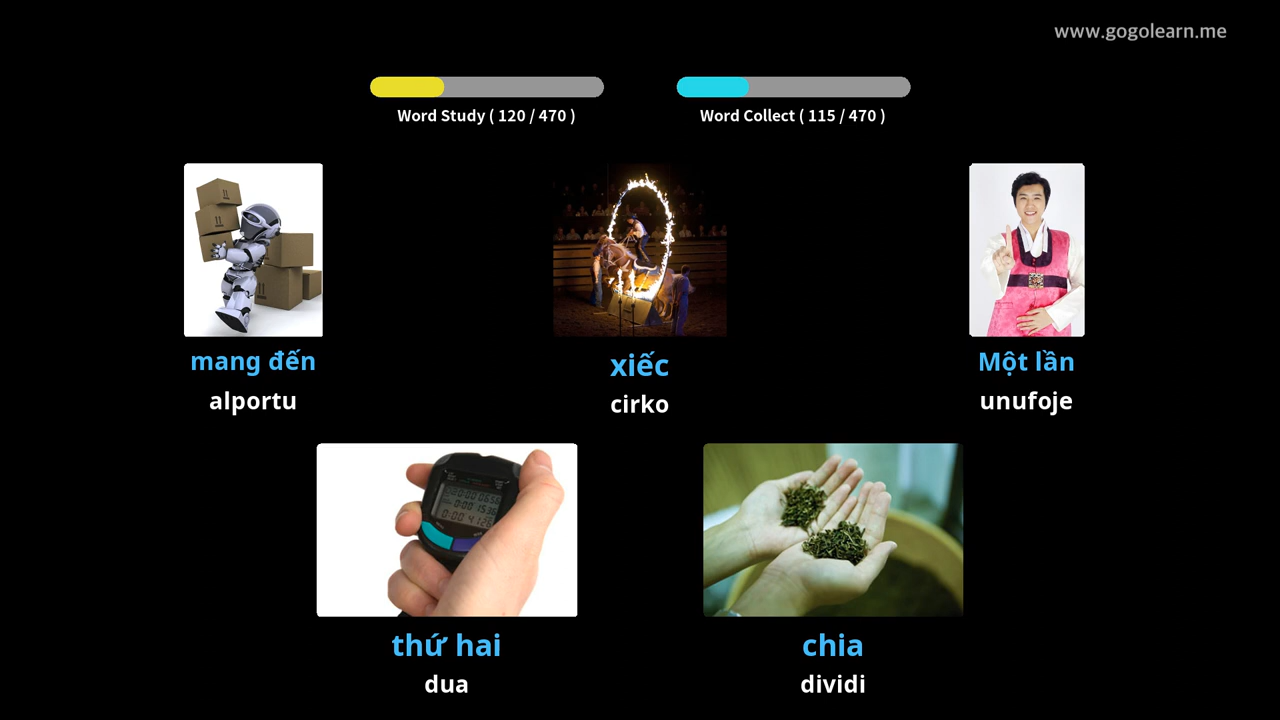 www.gogolearn.me
Word Study ( 120 / 470 )
Word Collect ( 115 / 470 )
mang đến
alportu
xiếc
cirko
Một lần
unufoje
thứ hai
dua
chia
dividi